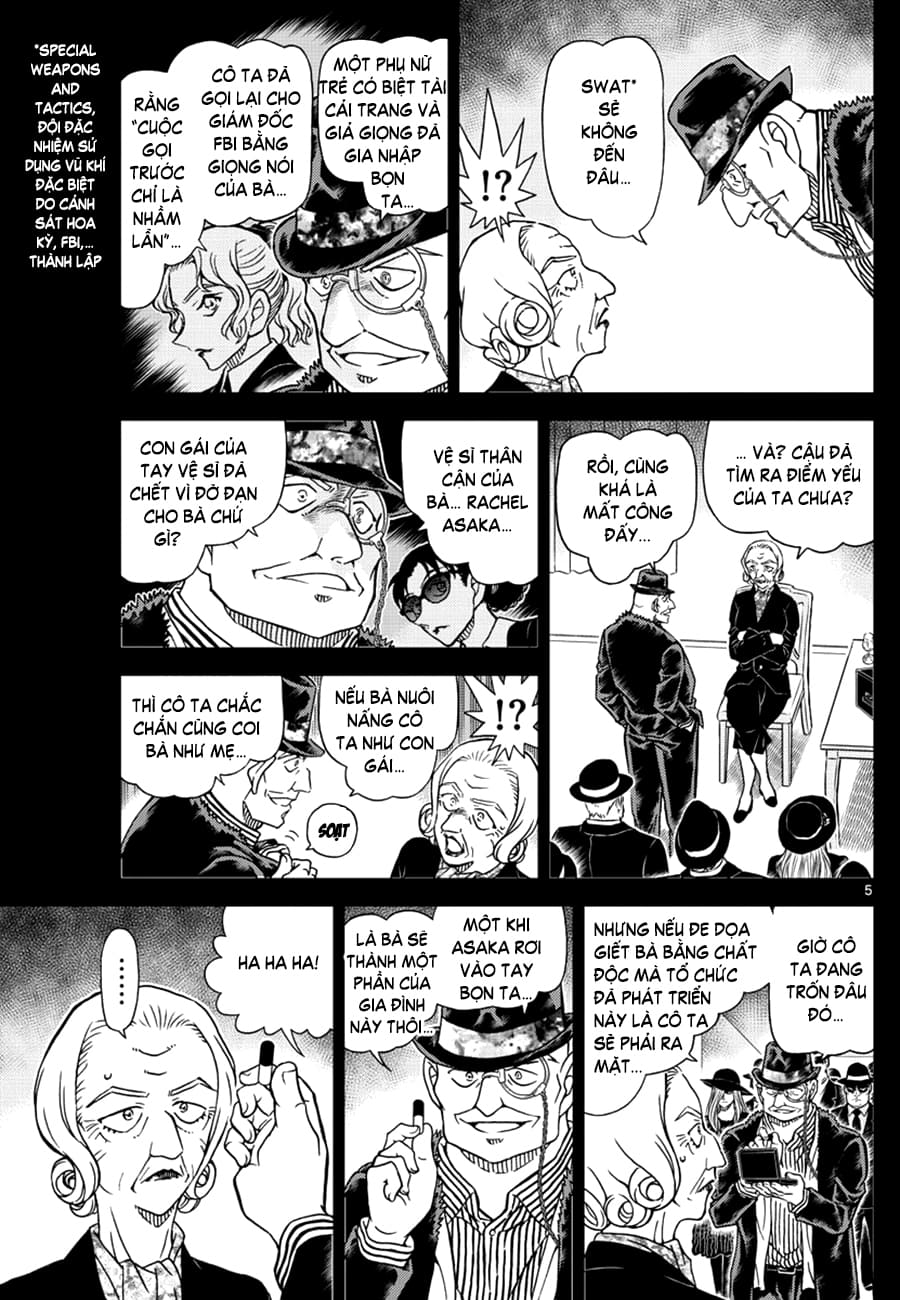 SWAT*
SẼ
KHÔNG
ĐẾN
ĐÂU...
!?
MỘT PHỤ NỮ
TRẺ CÓ BIỆT TÀI
CẢI TRANG VÀ
GIẢ GIỌNG ĐÃ
GIA NHẬP
BỌN
TA...
CÔ TA ĐÃ
GỌI LẠI CHO
GIÁM ĐỐC
FBI BẰNG
GIỌNG NÓI
CỦA BÀ...
RẰNG
"CUỘC
GỌI
TRƯỚC
CHỈ LÀ
NHẦM
LẪN"...
*SPECIAL
WEAPONS
AND
TACTICS,
ĐỘI ĐẶC
NHIỆM SỬ
DỤNG VŨ KHÍ
ĐẶC BIỆT
DO CẢNH
SÁT HOA
KỲ, FBI,...
THÀNH LẬP
... VÀ? CẬU ĐÃ
TÌM RA ĐIỂM YẾU
CỦA TA CHƯA?
RỒI, CŨNG
KHÁ LÀ
MẤT CÔNG
ĐẤY...
VỆ SĨ THÂN
CẬN CỦA
BÀ... RACHEL
ASAKA...
CON GÁI CỦA
TAY VỆ SĨ ĐÃ
CHẾT VÌ ĐỠ ĐẠN
CHO BÀ CHỨ
GÌ?
!?
NẾU BÀ NUÔI
NẤNG CÔ
TA NHƯ CON
GÁI...
SOẠT
THÌ CÔ TA CHẮC
CHẮN CŨNG COI
BÀ NHƯ MẸ...
5
GIỜ CÔ
TA ĐANG
TRỐN ĐÂU
ĐÓ...
NHƯNG NẾU ĐE DỌA
GIẾT BÀ BẰNG CHẤT
ĐỘC MÀ TỔ CHỨC
ĐÃ PHÁT TRIỂN
NÀY LÀ CÔ TA
SẼ PHẢI RA
MẶT...
MỘT KHI
ASAKA RƠI
VÀO TAY
BỌN TA...
LÀ BÀ SẼ
THÀNH MỘT
PHẦN CỦA
GIA ĐÌNH
NÀY THÔI...
HA HA HA!
......